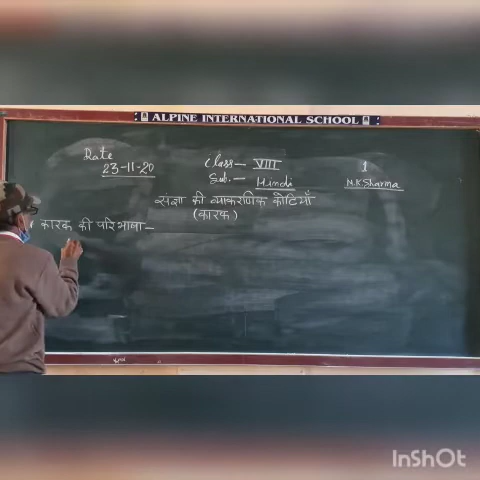 ALPINE INTERNATIONAL SCHOOL
Date
23-11-20
Class— VIII
Sub.— Hindi
1
N.K.Sharma
संज्ञा की व्याकरणिक कोटियाँ
(कारक)
कारक की परिभाषा—
InShOt